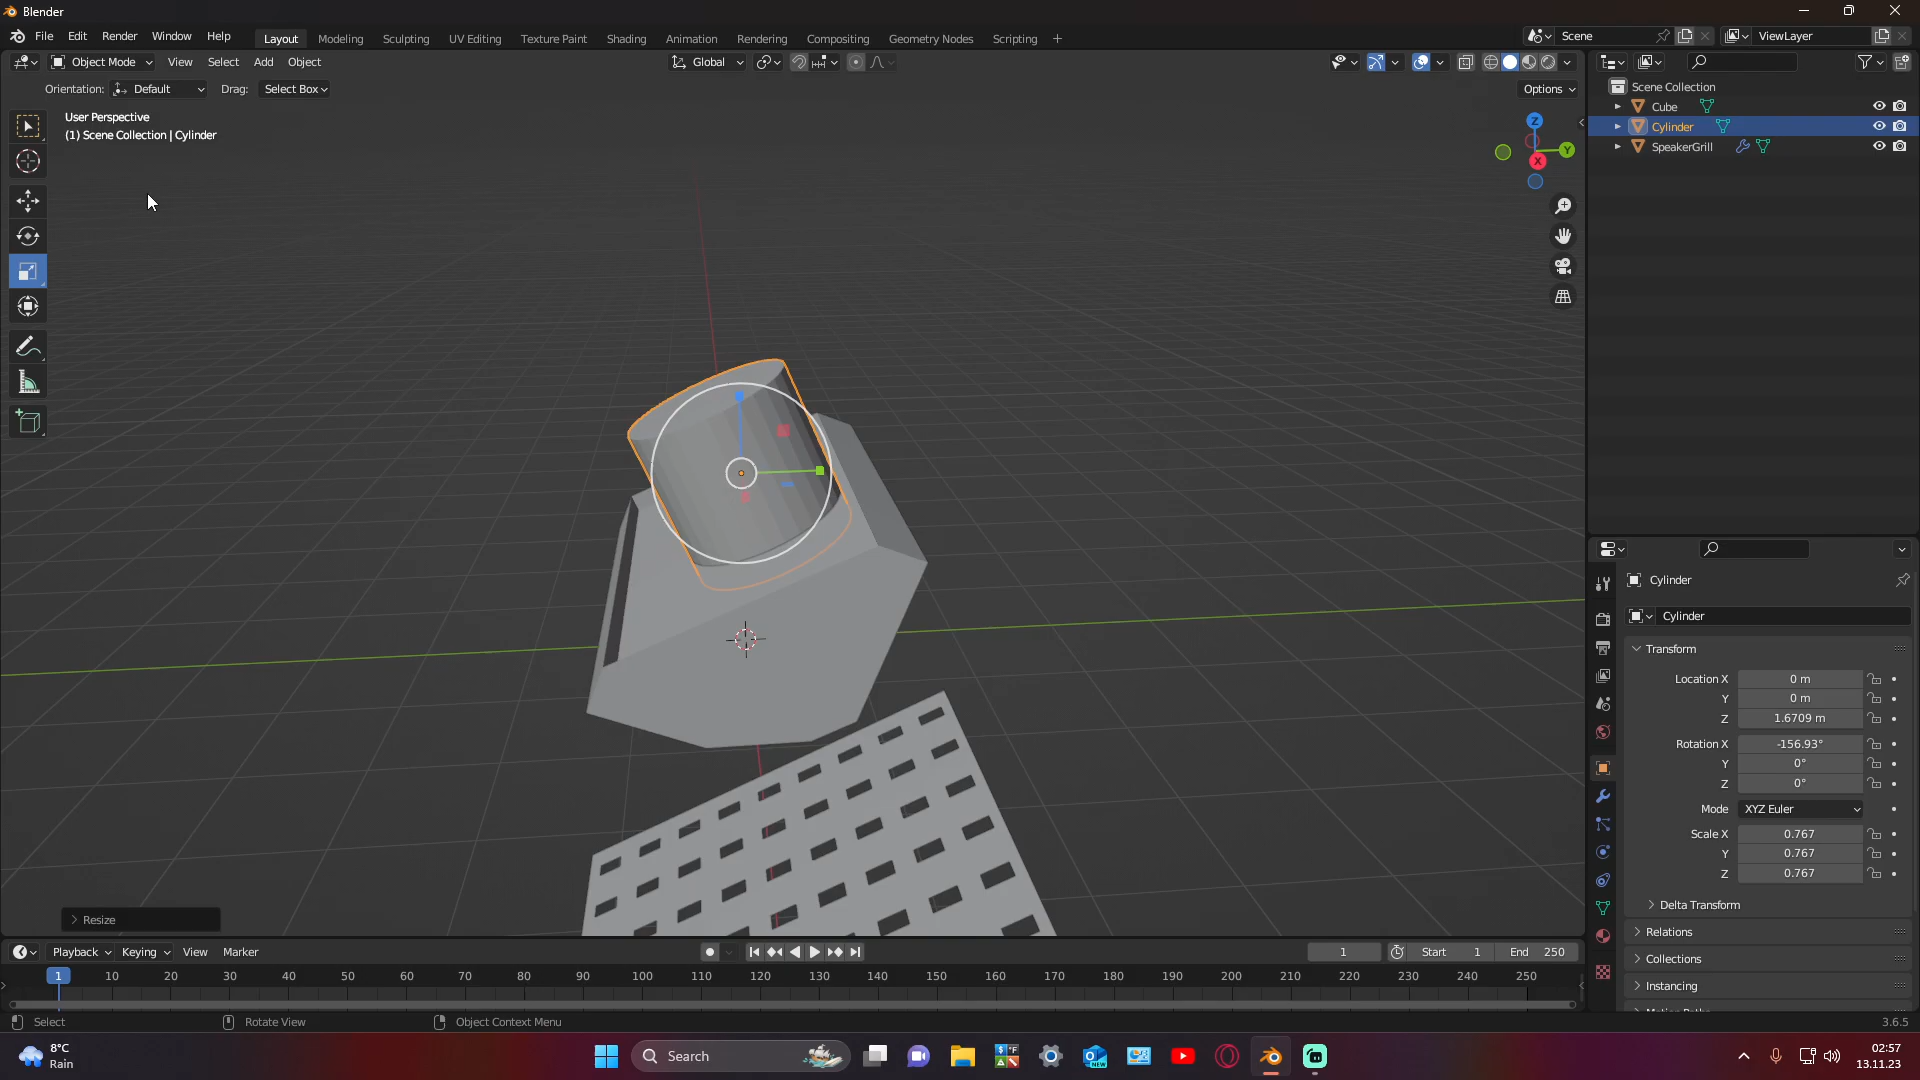 Blender
File Edit Render Window Help Layout Modeling Sculpting UV Editing Texture Paint Shading Animation Rendering Compositing Geometry Nodes Scripting + Scene ViewLayer
Object Mode View Select Add Object Global
Orientation: Default Drag: Select Box Options
User Perspective
(1) Scene Collection | Cylinder
Z
Y
X
Scene Collection
Cube
Cylinder
SpeakerGrill
Cylinder
Cylinder
Transform
Location X 0 m
Y 0 m
Z 1.6709 m
Rotation X -156.93°
Y 0°
Z 0°
Mode XYZ Euler
Scale X 0.767
Y 0.767
Z 0.767
Delta Transform
Relations
Collections
Instancing
Resize
Playback Keying View Marker 1 Start 1 End 250
1 10 20 30 40 50 60 70 80 90 100 110 120 130 140 150 160 170 180 190 200 210 220 230 240 250
Select Rotate View Object Context Menu 3.6.5
8°C
Rain
Search
NEW
02:57
13.11.23